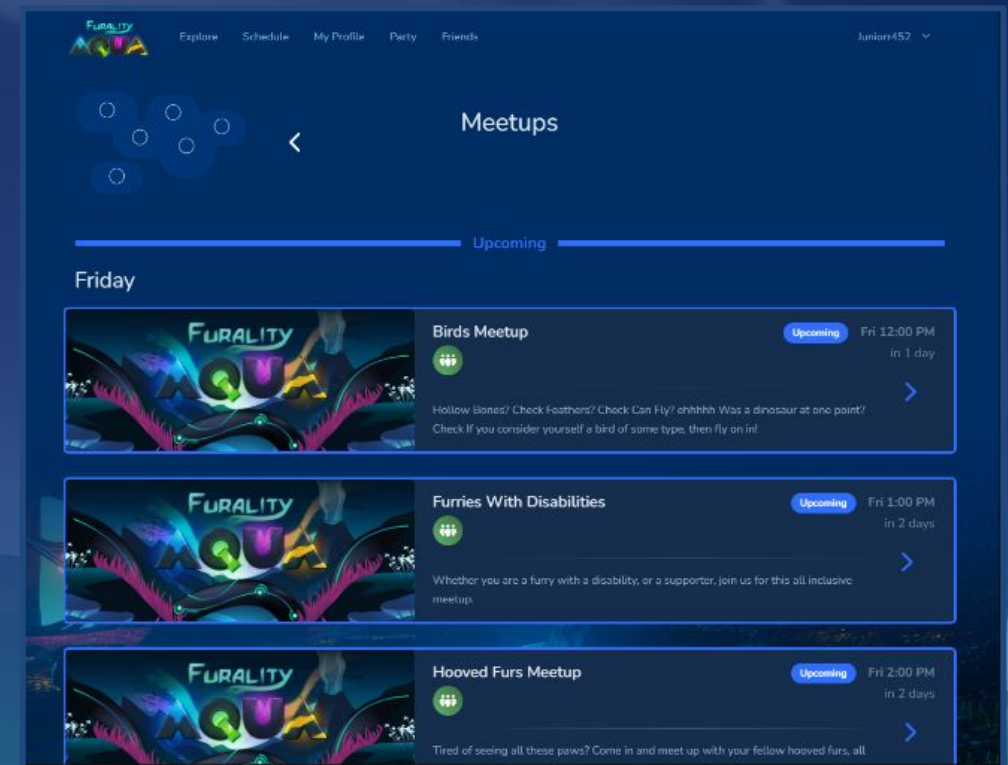 FURALITY
AQUA
Explore Schedule My Profile Party Friends Juniorr452
Meetups
Upcoming
Friday
FURALITY
AQUA
Birds Meetup
Upcoming Fri 12:00 PM
in 1 day
Hollow Bones? Check Feathers? Check Can Fly? ehhhhh Was a dinosaur at one point?
Check If you consider yourself a bird of some type, then fly on in!
FURALITY
AQUA
Furries With Disabilities
Upcoming Fri 1:00 PM
in 2 days
Whether you are a furry with a disability, or a supporter, join us for this all inclusive
meetup.
FURALITY
AQUA
Hooved Furs Meetup
Upcoming Fri 2:00 PM
in 2 days
Tired of seeing all these paws? Come in and meet up with your fellow hooved furs, all